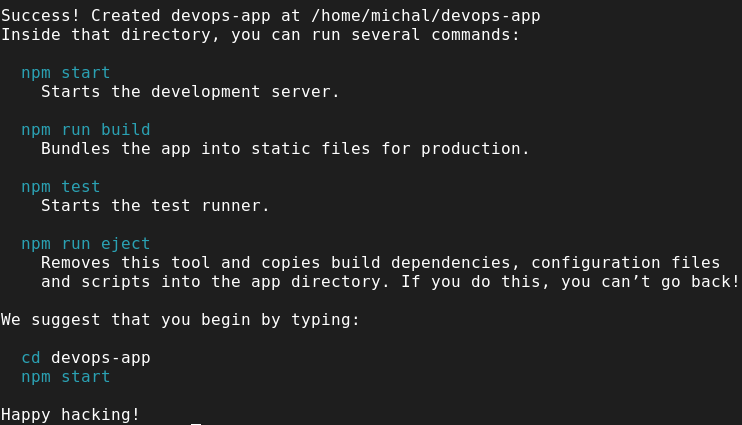 Success! Created devops-app at /home/michal/devops-app
Inside that directory, you can run several commands:
npm start
Starts the development server.
npm run build
Bundles the app into static files for production.
npm test
Starts the test runner.
npm run eject
Removes this tool and copies build dependencies, configuration files
and scripts into the app directory. If you do this, you can’t go back!
We suggest that you begin by typing:
cd devops-app
npm start
Happy hacking!